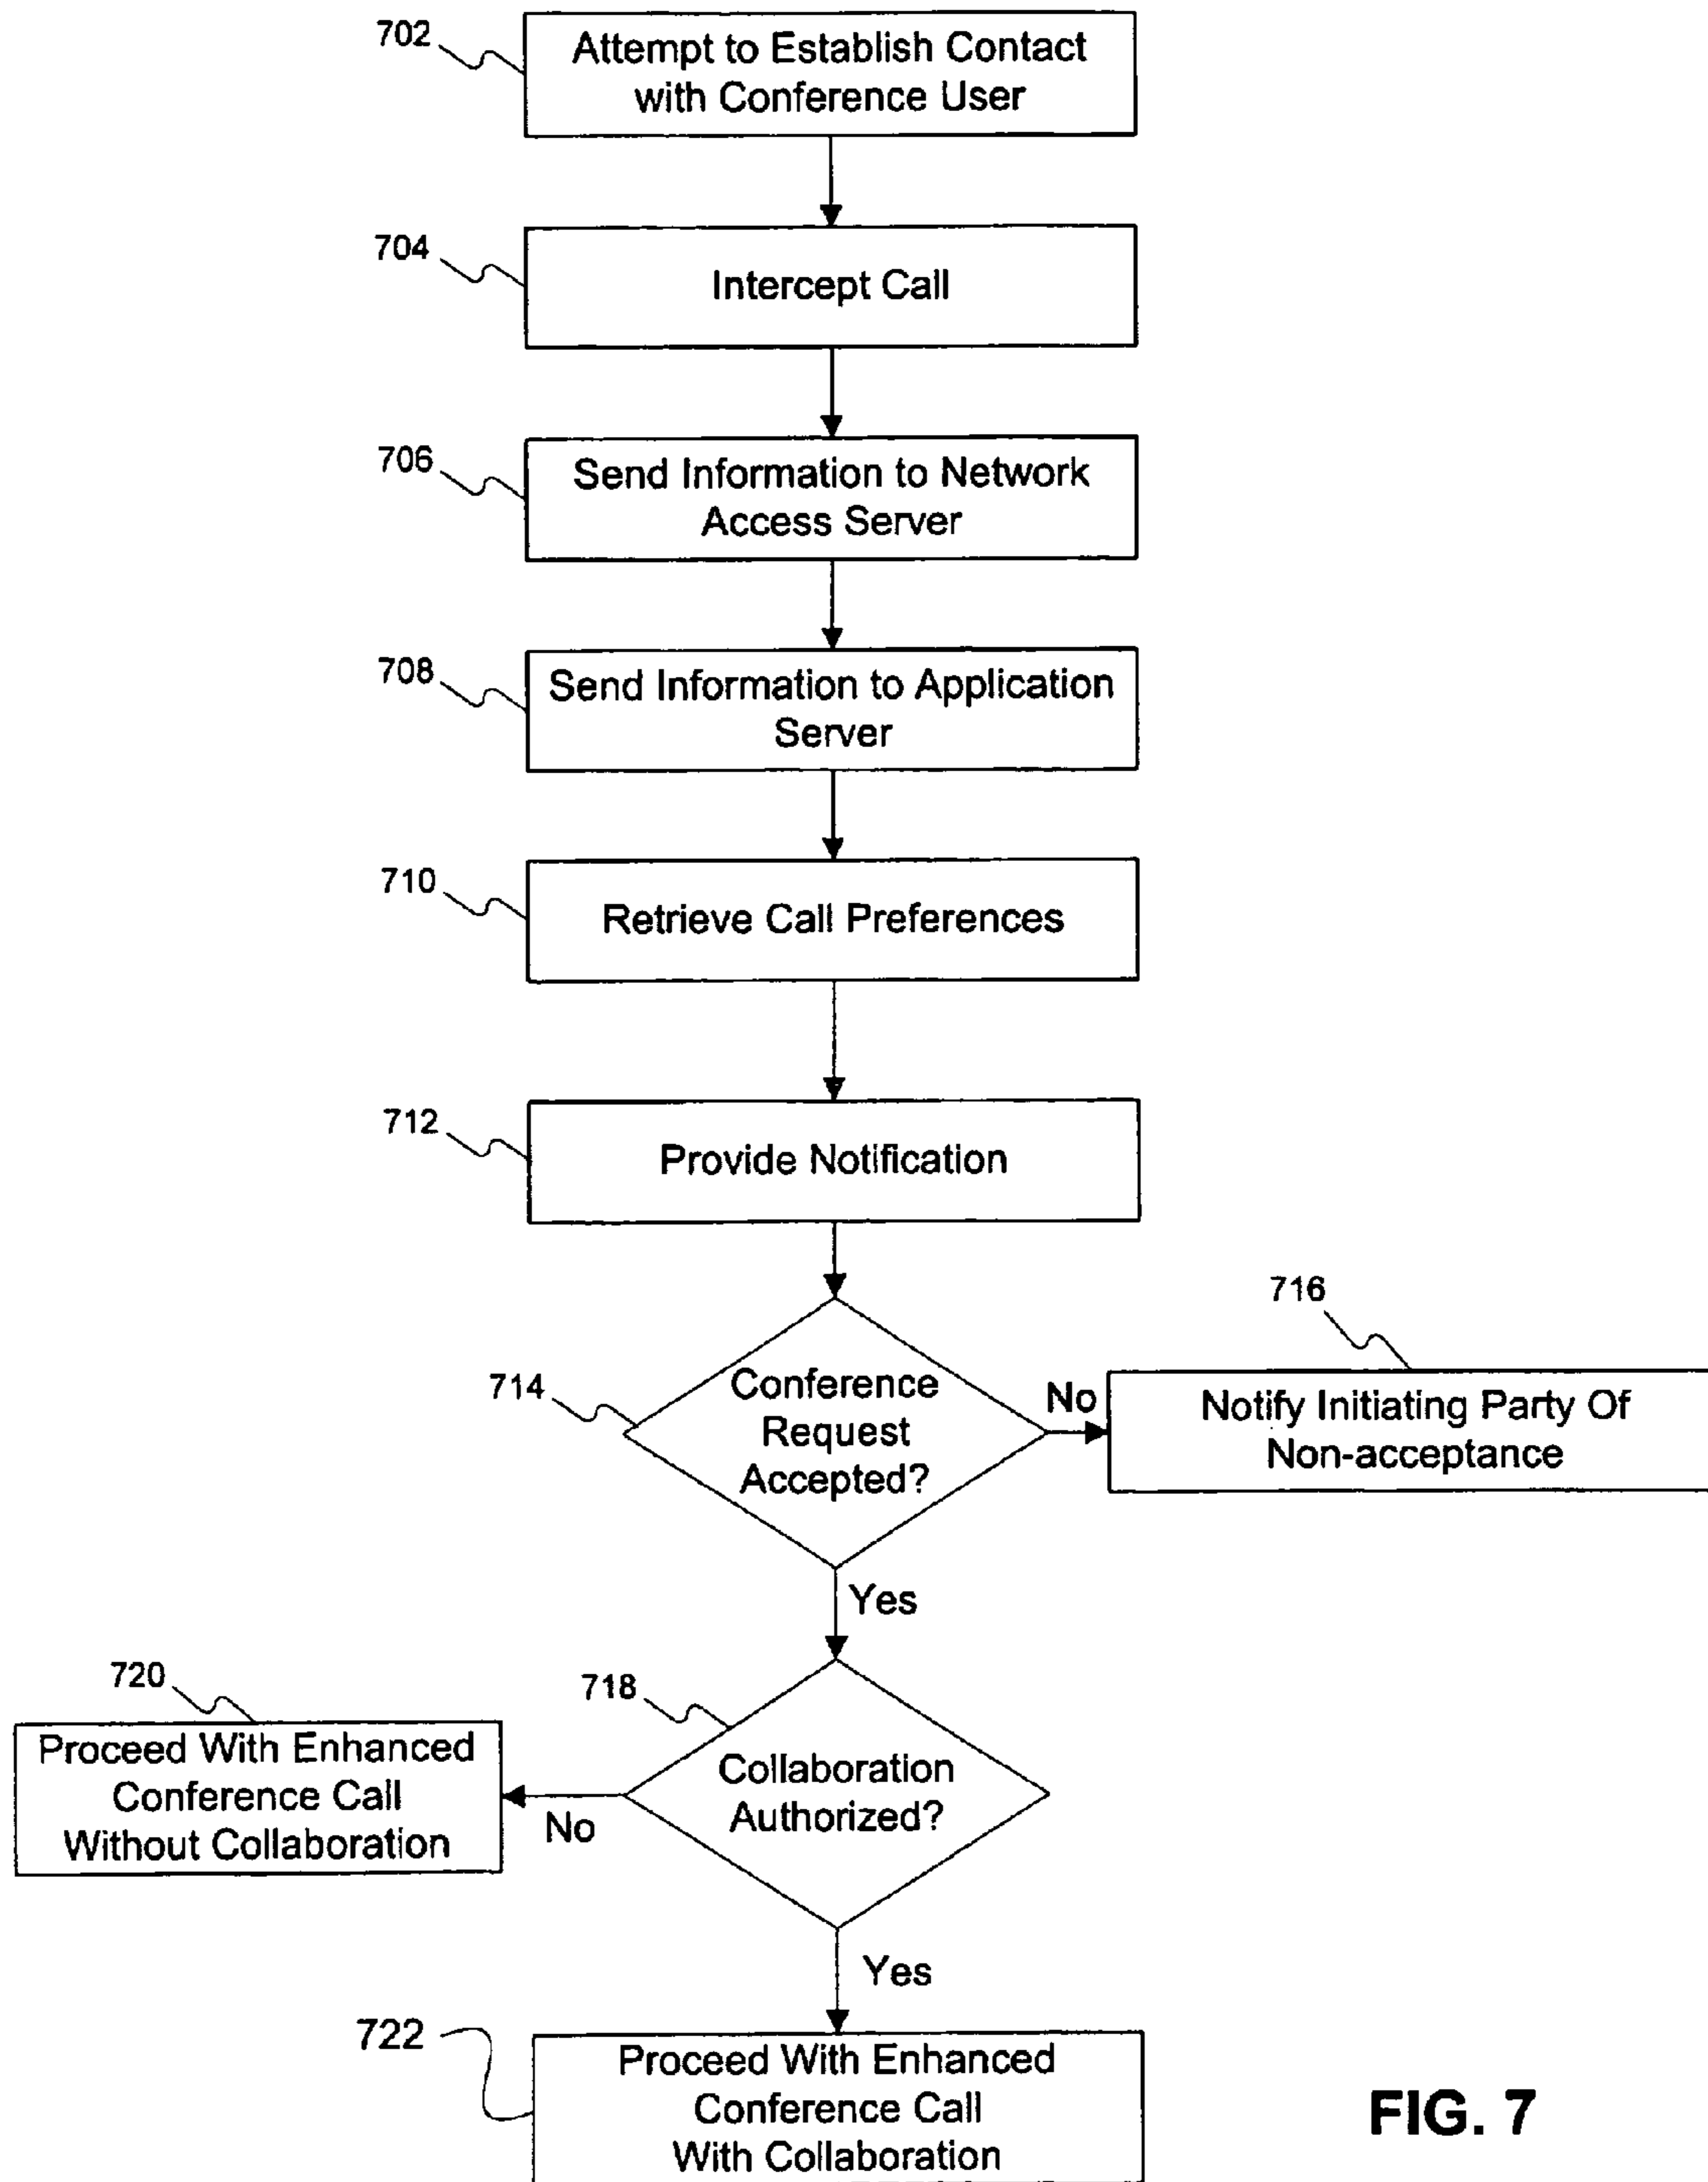 702
Attempt to Establish Contact
with Conference User
704
Intercept Call
706
Send Information to Network
Access Server
708
Send Information to Application
Server
710
Retrieve Call Preferences
712
Provide Notification
714
Conference
Request
Accepted?
No
716
Notify Initiating Party Of
Non-acceptance
Yes
718
Collaboration
Authorized?
No
720
Proceed With Enhanced
Conference Call
Without Collaboration
Yes
722
Proceed With Enhanced
Conference Call
With Collaboration
FIG. 7